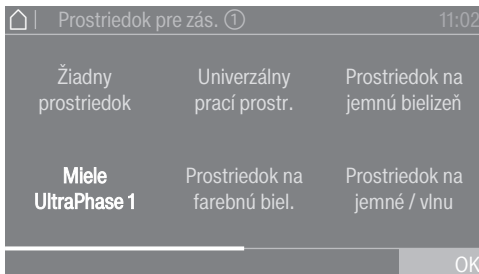 Prostriedok pre zás. ① 11:02
Žiadny prostriedok
Univerzálny prací prostr.
Prostriedok na jemnú bielizeň
Miele UltraPhase 1
Prostriedok na farebnú biel.
Prostriedok na jemné / vlnu
OK